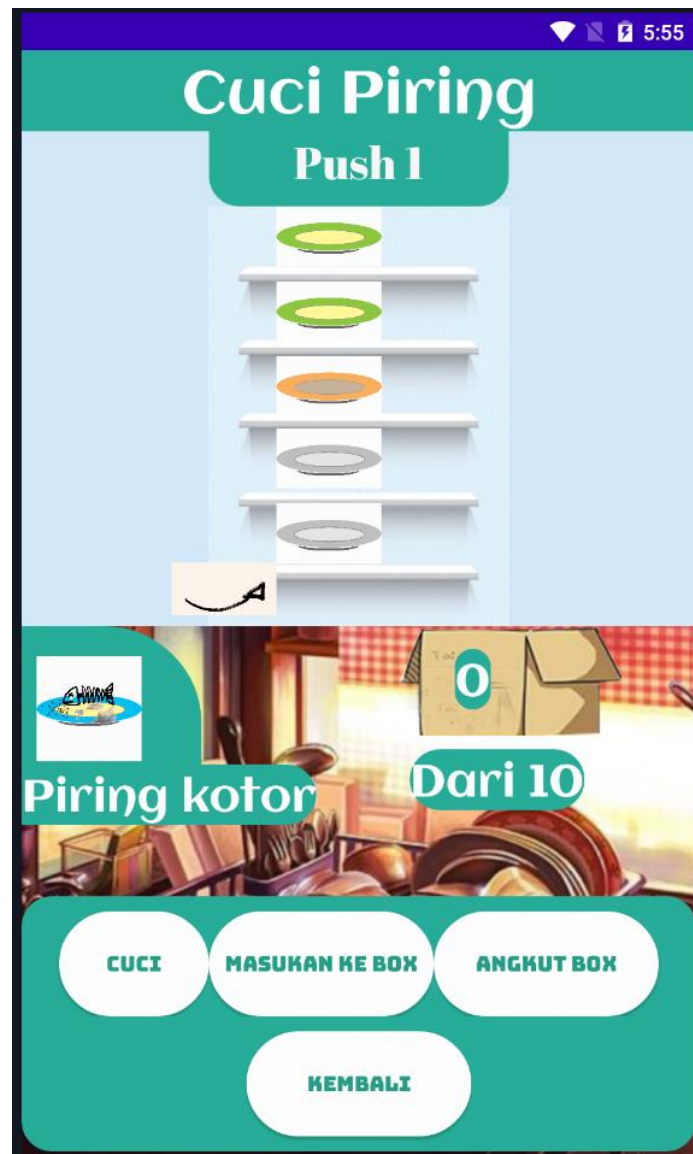 5:55
Cuci Piring
Push 1
0
Piring kotor
Dari 10
CUCI
MASUKAN KE BOX
ANGKUT BOX
KEMBALI